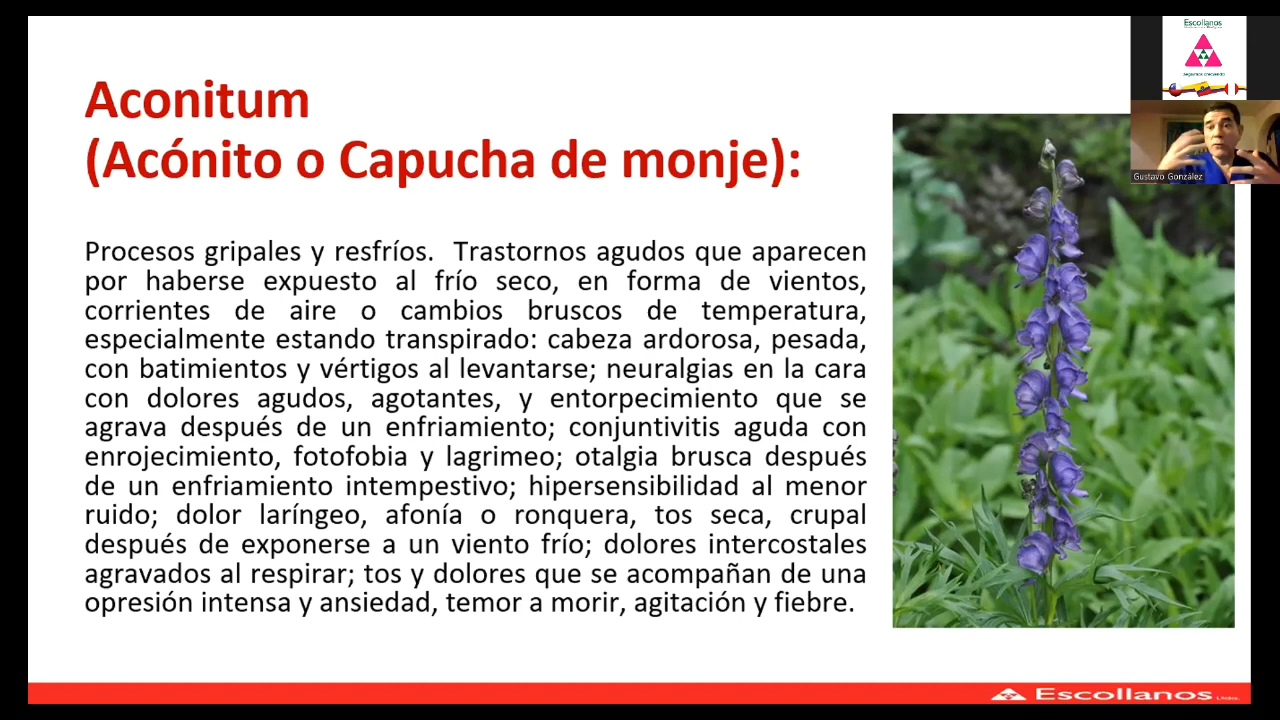 Aconitum
(Acónito o Capucha de monje):
Procesos gripales y resfríos.  Trastornos agudos que aparecen
por haberse expuesto al frío seco, en forma de vientos,
corrientes de aire o cambios bruscos de temperatura,
especialmente estando transpirado: cabeza ardorosa, pesada,
con batimientos y vértigos al levantarse; neuralgias en la cara
con dolores agudos, agotantes, y entorpecimiento que se
agrava después de un enfriamiento; conjuntivitis aguda con
enrojecimiento, fotofobia y lagrimeo; otalgia brusca después
de un enfriamiento intempestivo; hipersensibilidad al menor
ruido; dolor laríngeo, afonía o ronquera, tos seca, crupal
después de exponerse a un viento frío; dolores intercostales
agravados al respirar; tos y dolores que se acompañan de una
opresión intensa y ansiedad, temor a morir, agitación y fiebre.
Escollanos
Gustavo González
Escollanos